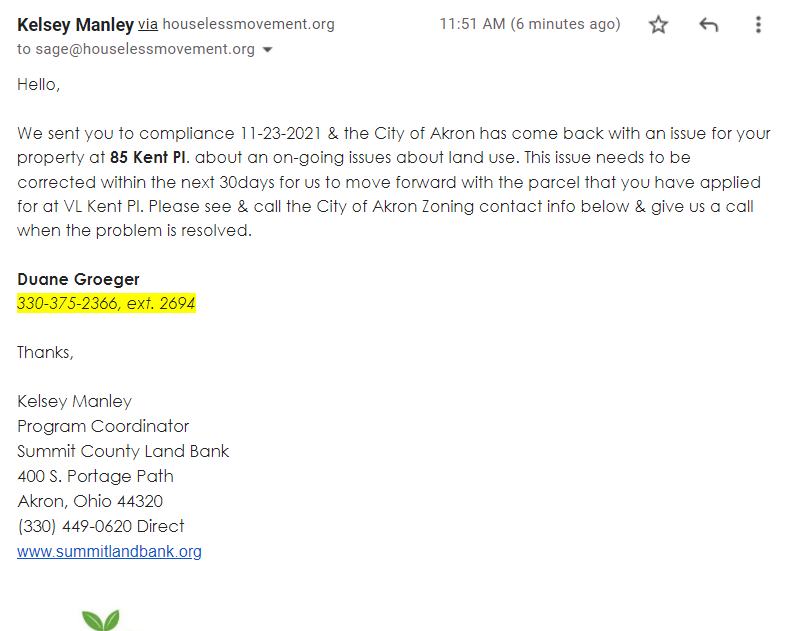 Kelsey Manley via houselessmovement.org 11:51 AM (6 minutes ago)
to sage@houselessmovement.org
Hello,
We sent you to compliance 11-23-2021 & the City of Akron has come back with an issue for your
property at 85 Kent Pl. about an on-going issues about land use. This issue needs to be
corrected within the next 30days for us to move forward with the parcel that you have applied
for at VL Kent Pl. Please see & call the City of Akron Zoning contact info below & give us a call
when the problem is resolved.
Duane Groeger
330-375-2366, ext. 2694
Thanks,
Kelsey Manley
Program Coordinator
Summit County Land Bank
400 S. Portage Path
Akron, Ohio 44320
(330) 449-0620 Direct
www.summitlandbank.org